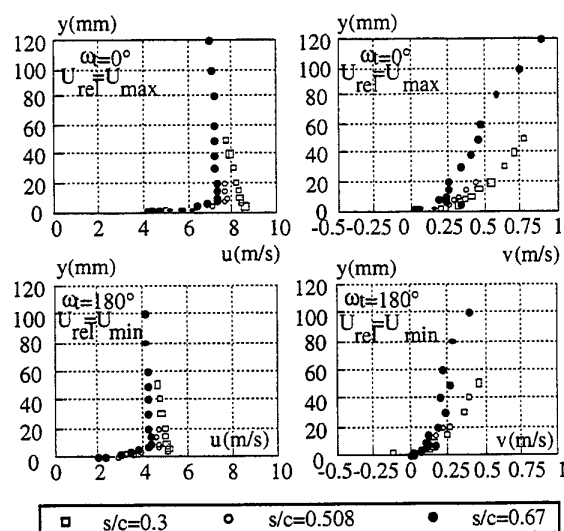 y(mm)
120
100
80
60
40
20
0
ωt=0°
U_rel=U_max
0 2 4 6 8 10
u(m/s)
y(mm)
120
100
80
60
40
20
0
ωt=0°
U_rel=U_max
-0.5-0.25 0 0.25 0.5 0.75 1
v(m/s)
y(mm)
120
100
80
60
40
20
0
ωt=180°
U_rel=U_min
u(m/s)
0 2 4 6 8 10
y(mm)
120
100
80
60
40
20
0
ωt=180°
U_rel=U_min
v(m/s)
-0.5-0.25 0 0.25 0.5 0.75 1
s/c=0.3 s/c=0.508 s/c=0.67